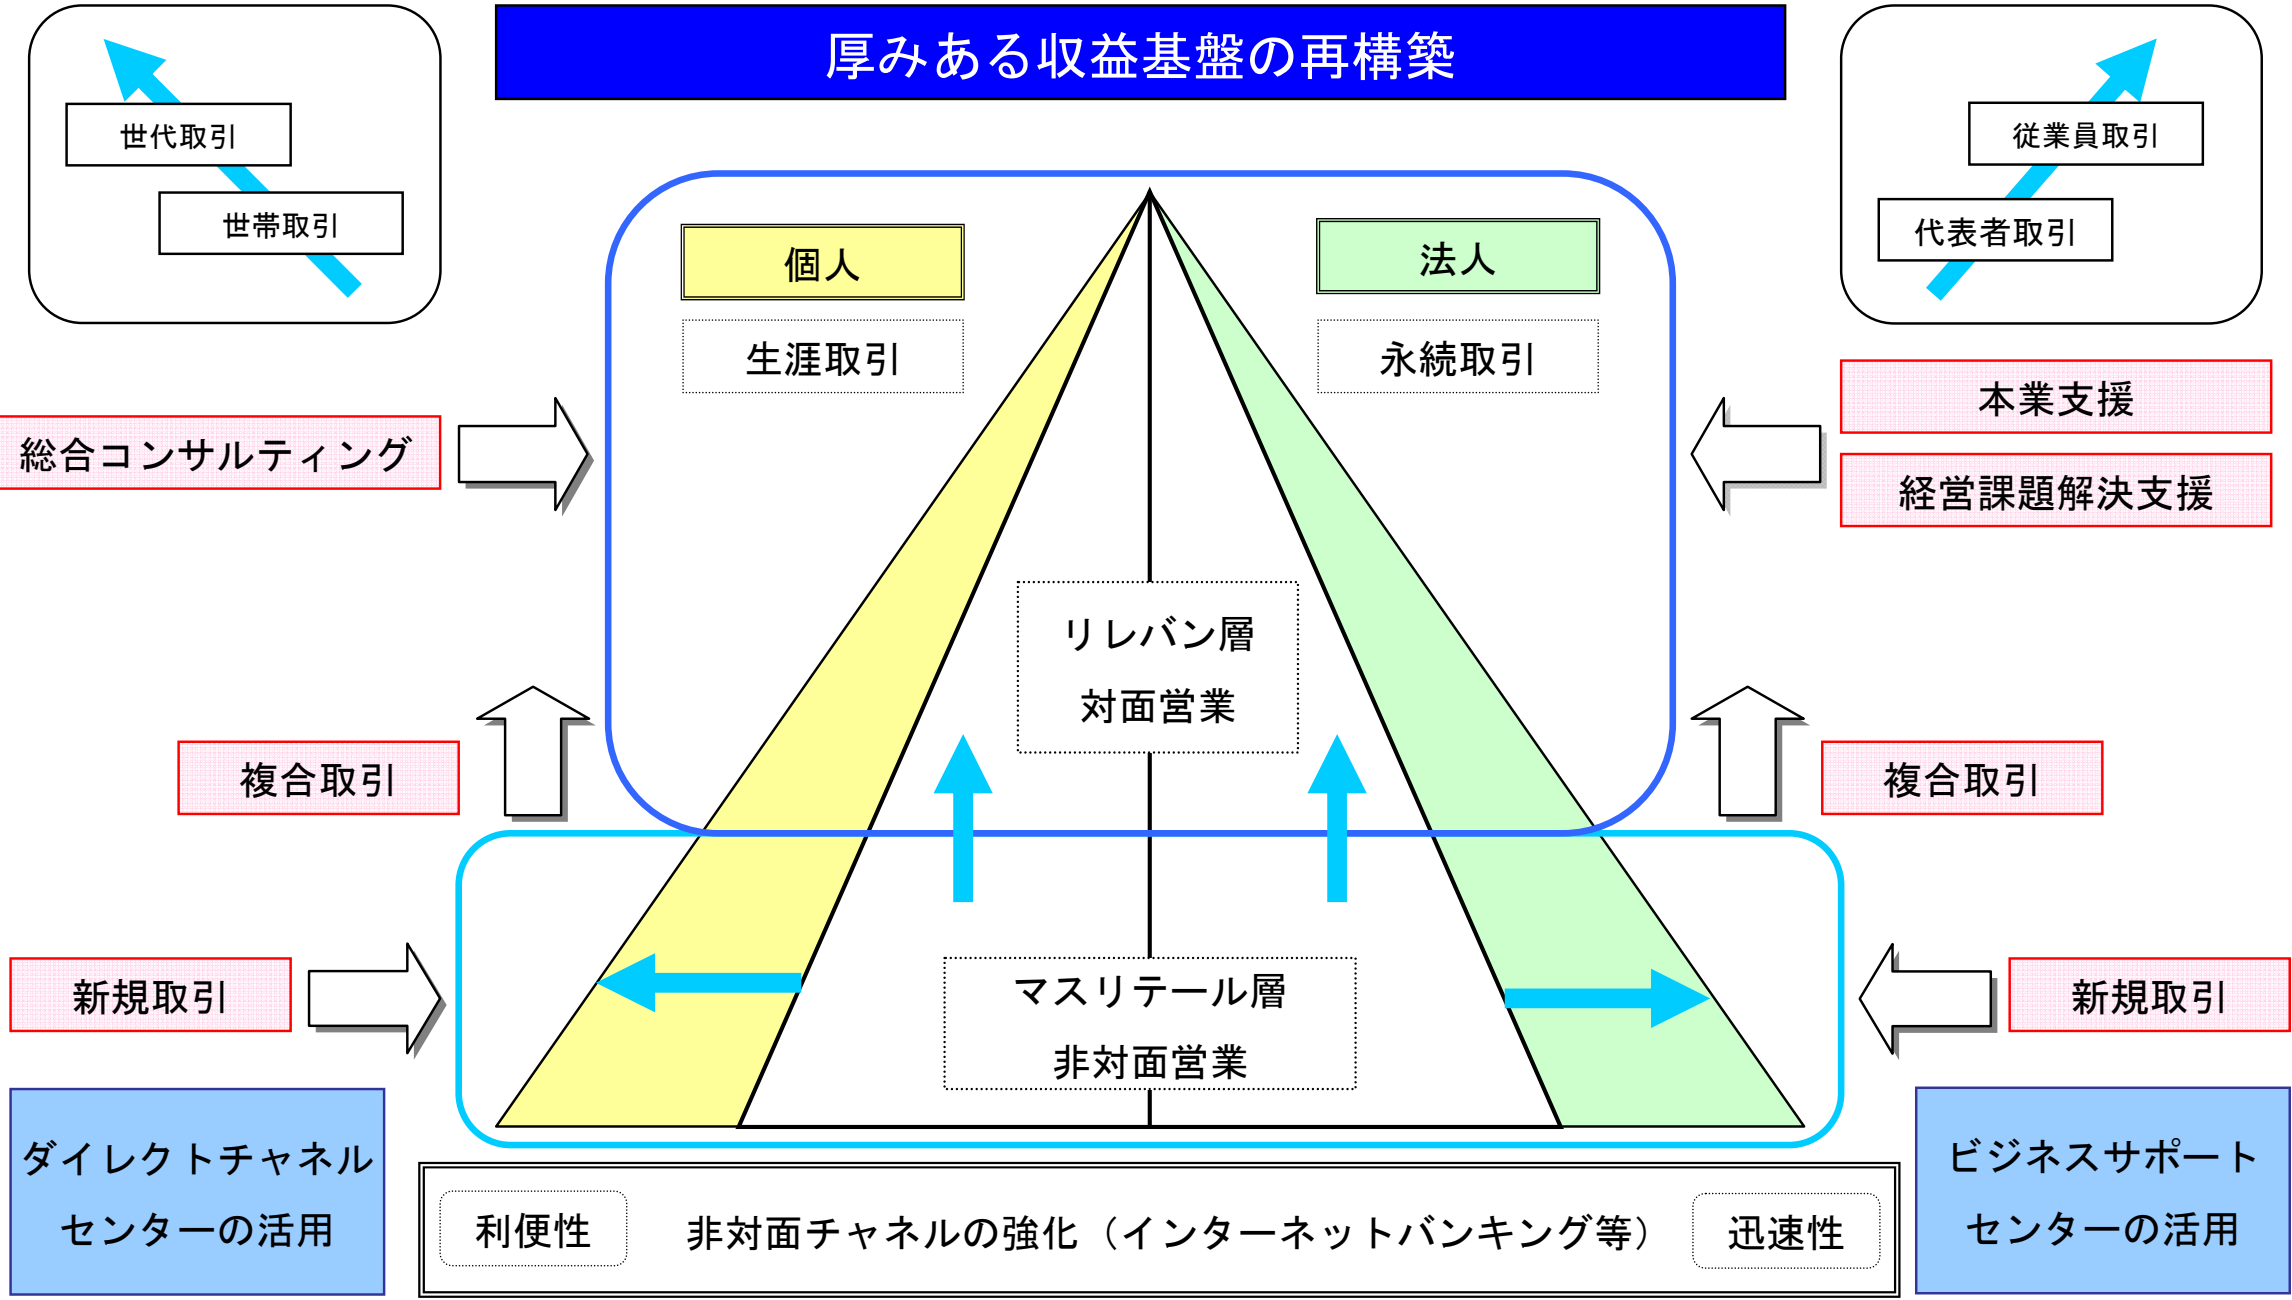 厚みある収益基盤の再構築
世代取引
世帯取引
従業員取引
代表者取引
個人
法人
生涯取引
永続取引
総合コンサルティング
本業支援
経営課題解決支援
リレバン層
対面営業
複合取引
複合取引
マスリテール層
非対面営業
新規取引
新規取引
ダイレクトチャネル
センターの活用
利便性
非対面チャネルの強化（インターネットバンキング等）
迅速性
ビジネスサポート
センターの活用